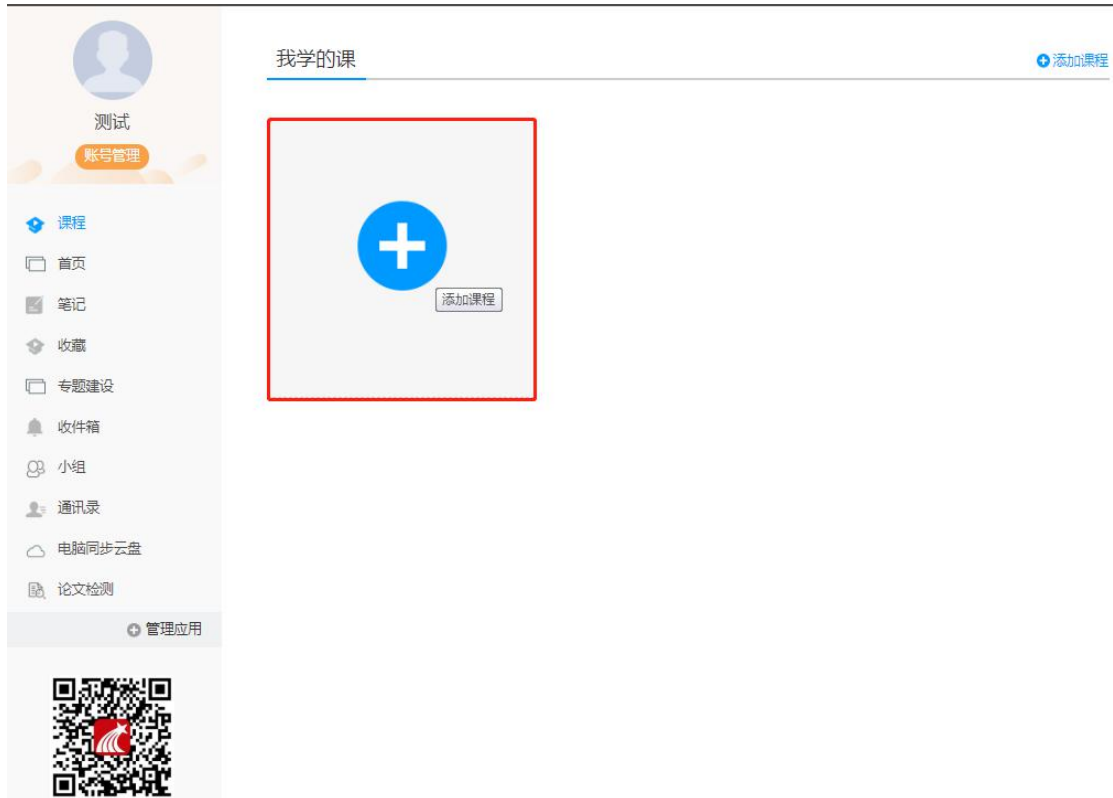 测试
账号管理
课程
首页
笔记
收藏
专题建设
收件箱
小组
通讯录
电脑同步云盘
论文检测
管理应用
我学的课
添加课程
添加课程